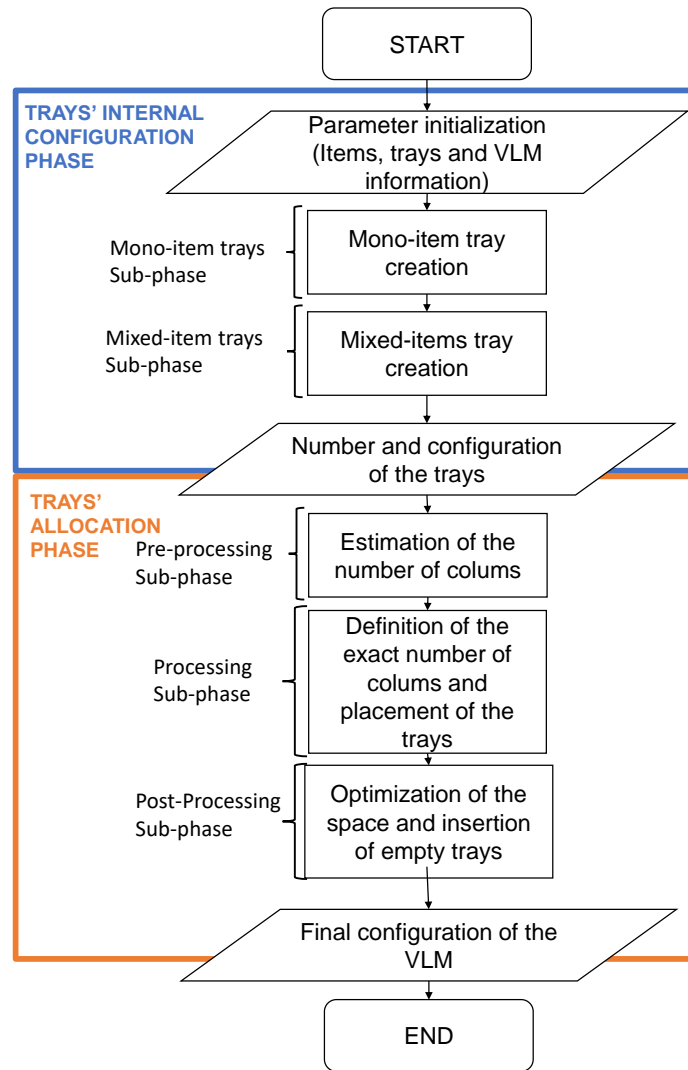 START
TRAYS' INTERNAL
CONFIGURATION
PHASE
Parameter initialization
(Items, trays and VLM
information)
Mono-item trays
Sub-phase
Mono-item tray
creation
Mixed-item trays
Sub-phase
Mixed-items tray
creation
Number and configuration
of the trays
TRAYS'
ALLOCATION
PHASE
Pre-processing
Sub-phase
Estimation of the
number of colums
Processing
Sub-phase
Definition of the
exact number of
colums and
placement of the
trays
Post-Processing
Sub-phase
Optimization of the
space and insertion
of empty trays
Final configuration of the
VLM
END